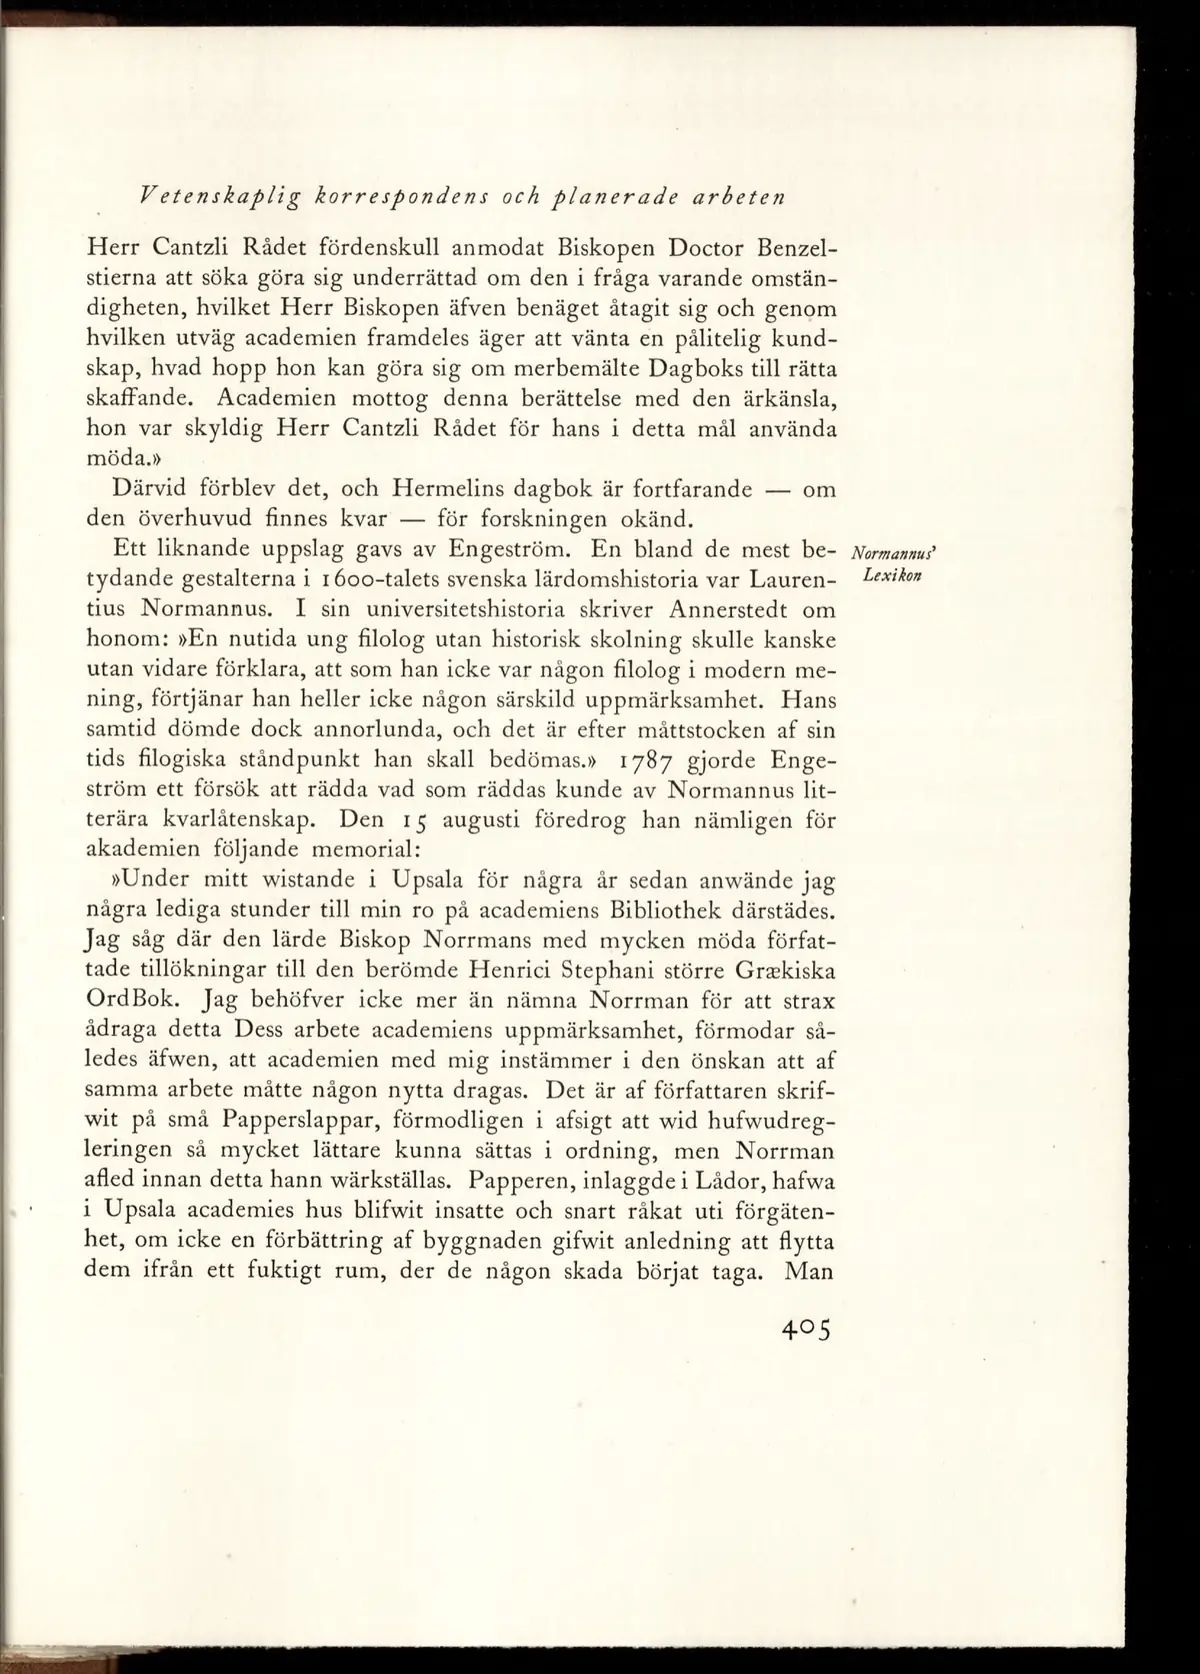 Vetenskaplig korrespondens och planerade arbeten
Herr Cantzli Rådet fördenskull anmodat Biskopen Doctor Benzel-
stierna att söka göra sig underrättad om den i fråga varande omstän-
digheten, hvilket Herr Biskopen äfven benäget åtagit sig och genom
hvilken utväg academien framdeles äger att vänta en pålitelig kund-
skap, hvad hopp hon kan göra sig om merbemälte Dagboks till rätta
skaffande. Academien mottog denna berättelse med den ärkänsla,
hon var skyldig Herr Cantzli Rådet för hans i detta mål använda
möda.»
Därvid förblev det, och Hermelins dagbok är fortfarande — om
den överhuvud finnes kvar — för forskningen okänd.
Ett liknande uppslag gavs av Engeström. En bland de mest be-
tydande gestalterna i 1600-talets svenska lärdomshistoria var Lauren-
tius Normannus. I sin universitetshistoria skriver Annerstedt om
honom: »En nutida ung filolog utan historisk skolning skulle kanske
utan vidare förklara, att som han icke var någon filolog i modern me-
ning, förtjänar han heller icke någon särskild uppmärksamhet. Hans
samtid dömde dock annorlunda, och det är efter måttstocken af sin
tids filogiska ståndpunkt han skall bedömas.» 1787 gjorde Enge-
ström ett försök att rädda vad som räddas kunde av Normannus lit-
terära kvarlåtenskap. Den 15 augusti föredrog han nämligen för
akademien följande memorial:
»Under mitt wistande i Upsala för några år sedan anwände jag
några lediga stunder till min ro på academiens Bibliothek därstädes.
Jag såg där den lärde Biskop Norrmans med mycken möda förfat-
tade tillökningar till den berömde Henrici Stephani större Grækiska
OrdBok. Jag behöfver icke mer än nämna Norrman för att strax
ådraga detta Dess arbete academiens uppmärksamhet, förmodar så-
ledes äfwen, att academien med mig instämmer i den önskan att af
samma arbete måtte någon nytta dragas. Det är af författaren skrif-
wit på små Papperslappar, förmodligen i afsigt att wid hufwudreg-
leringen så mycket lättare kunna sättas i ordning, men Norrman
afled innan detta hann wärkställas. Papperen, inlaggde i Lådor, hafwa
i Upsala academies hus blifwit insatte och snart råkat uti förgäten-
het, om icke en förbättring af byggnaden gifwit anledning att flytta
dem ifrån ett fuktigt rum, der de någon skada börjat taga. Man
Normannus'
Lexikon
405